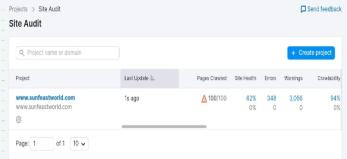 Projects > Site Audit
Send feedback
Site Audit
Project name or domain
+ Create project
Project Last Update Pages Crawled Site Health Errors Warnings Crawlability
www.sunfeastworld.com 1s ago 100/100 62% 348 3,066 94%
www.sunfeastworld.com 0% 0 0 0%
Page: 1 of 1 10